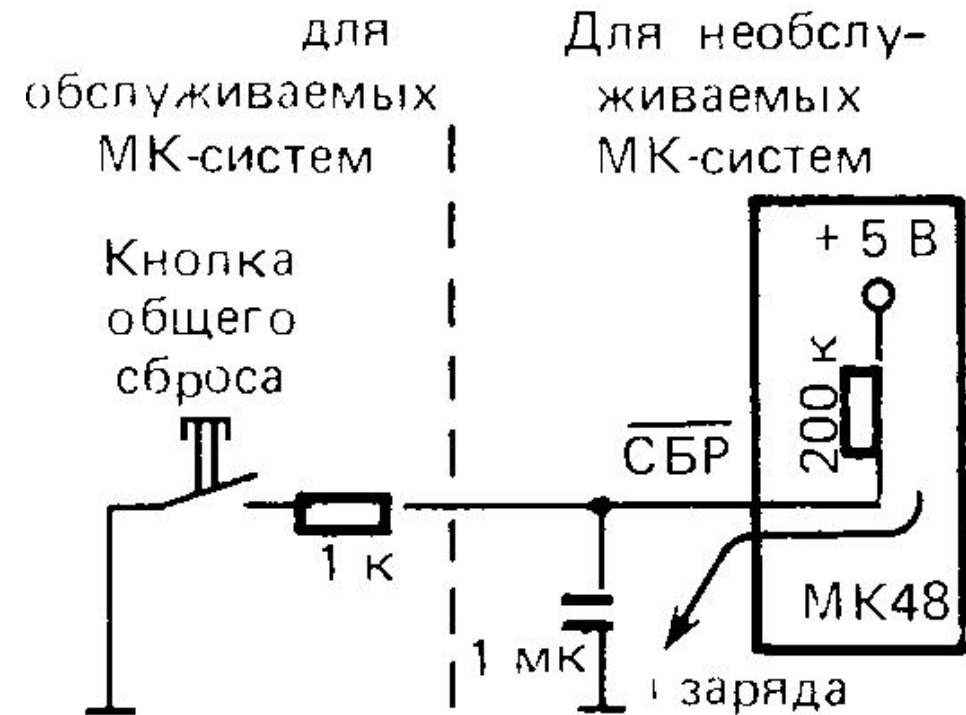 для
обслуживаемых
МК-систем
Для необслу-
живаемых
МК-систем
Кнопка
общего
сброса
+ 5 В
200 к
СБР
1 к
1 мк
МК48
заряда